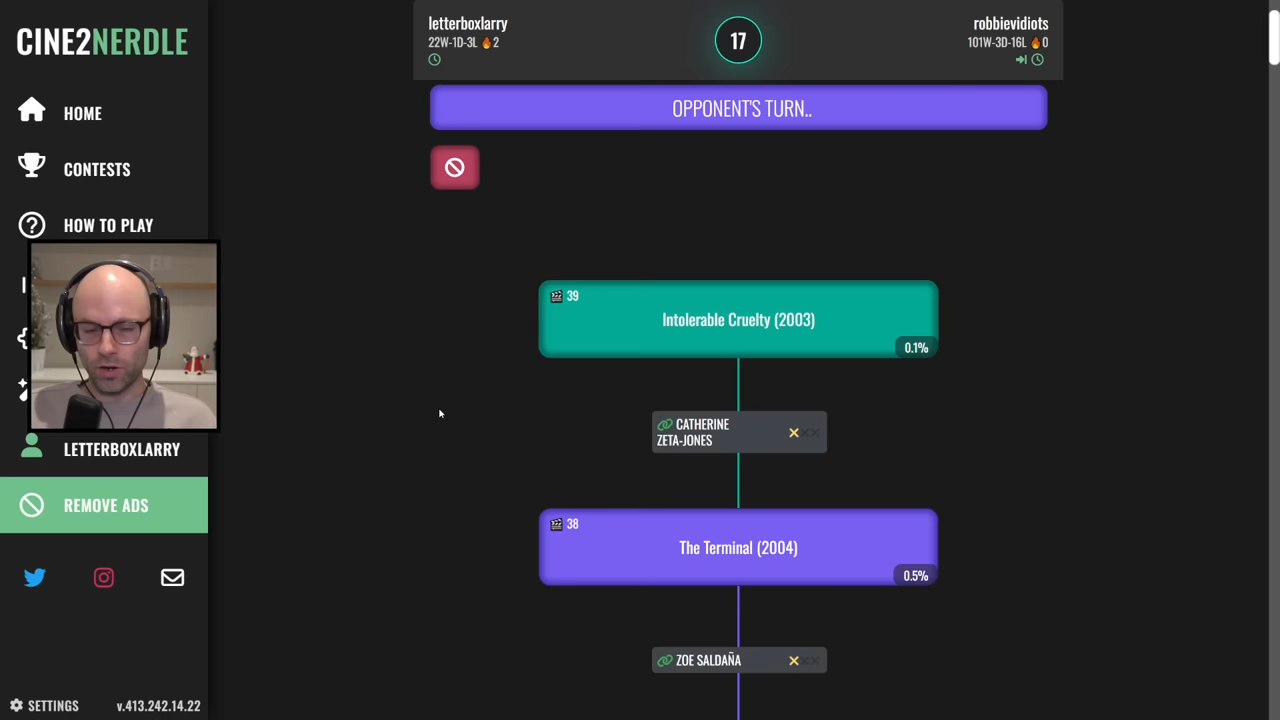 CINE2NERDLE
HOME
CONTESTS
HOW TO PLAY
LETTERBOXLARRY
REMOVE ADS
SETTINGS
v.413.242.14.22
letterboxlarry
22W-1D-3L 🔥2
17
robbievidiots
101W-3D-16L 🔥0
OPPONENT'S TURN..
39
Intolerable Cruelty (2003)
0.1%
CATHERINE
ZETA-JONES
38
The Terminal (2004)
0.5%
ZOE SALDAÑA